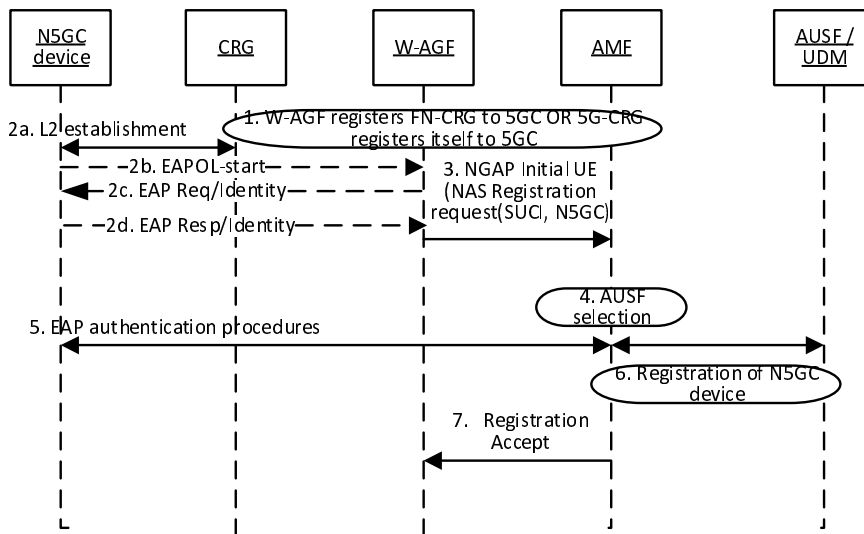 N5GC
device
CRG
W-AGF
AMF
AUSF /
UDM
1. W-AGF registers FN-CRG to 5GC OR 5G-CRG
registers itself to 5GC
2a. L2 establishment
2b. EAPOL-start
2c. EAP Req/Identity
2d. EAP Resp/Identity
3. NGAP Initial UE
(NAS Registration
request(SUCI, N5GC)
4. AUSF
selection
5. EAP authentication procedures
6. Registration of N5GC
device
7. Registration
Accept